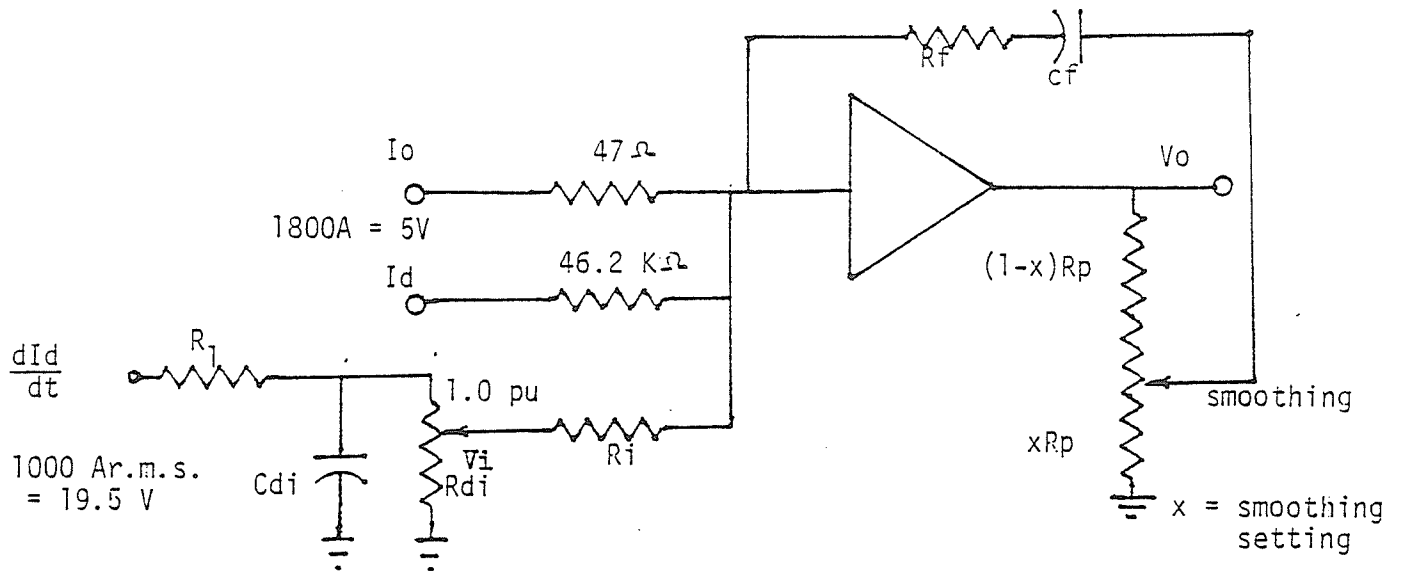 Rf
cf
Io
47Ω
Vo
1800A = 5V
46.2 KΩ
(1-x)Rp
Id
R1
dId
dt
1.0 pu
smoothing
Vi
Ri
xRp
1000 Ar.m.s.
= 19.5 V
Cdi
Rdi
x = smoothing
setting